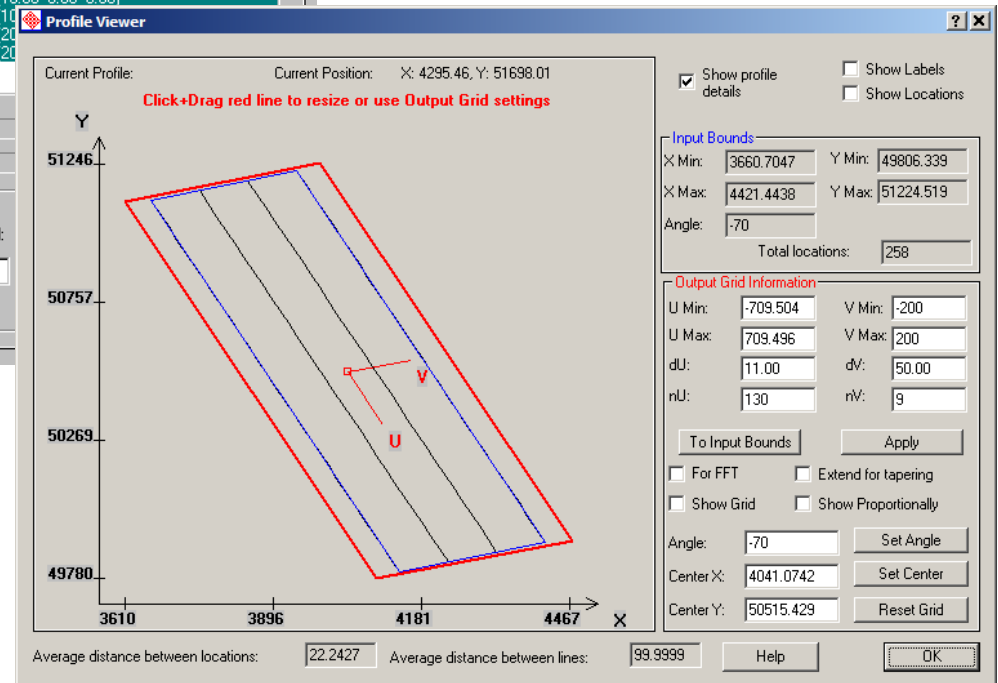 Profile Viewer
Current Profile: Current Position: X: 4295.46, Y: 51698.01
Click+Drag red line to resize or use Output Grid settings
Y
51246
50757
50269
49780
V
U
3610 3896 4181 4467 X
Show profile details
Show Labels
Show Locations
Input Bounds
X Min: 3660.7047 Y Min: 49806.339
X Max: 4421.4438 Y Max: 51224.519
Angle: -70
Total locations: 258
Output Grid Information
U Min: -709.504 V Min: -200
U Max: 709.496 V Max: 200
dU: 11.00 dV: 50.00
nU: 130 nV: 9
To Input Bounds Apply
For FFT Extend for tapering
Show Grid Show Proportionally
Angle: -70 Set Angle
Center X: 4041.0742 Set Center
Center Y: 50515.429 Reset Grid
Average distance between locations: 22.2427 Average distance between lines: 99.9999 Help OK